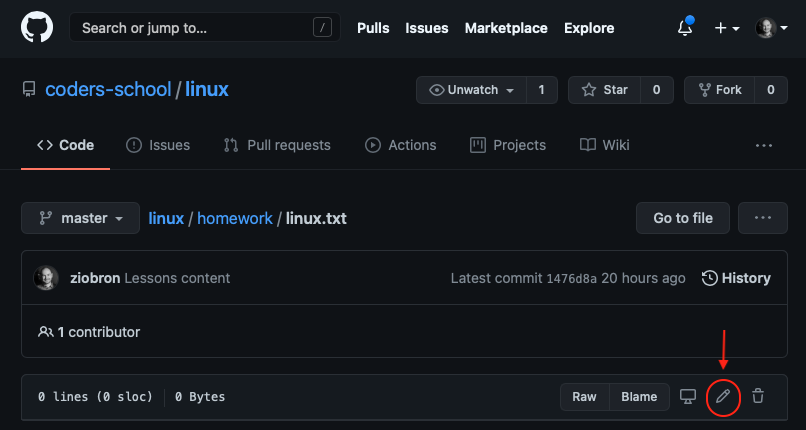 Search or jump to... / Pulls Issues Marketplace Explore
coders-school / linux Unwatch 1 Star 0 Fork 0
Code Issues Pull requests Actions Projects Wiki ...
master linux / homework / linux.txt Go to file ...
ziobron Lessons content Latest commit 1476d8a 20 hours ago History
1 contributor
0 lines (0 sloc) 0 Bytes Raw Blame